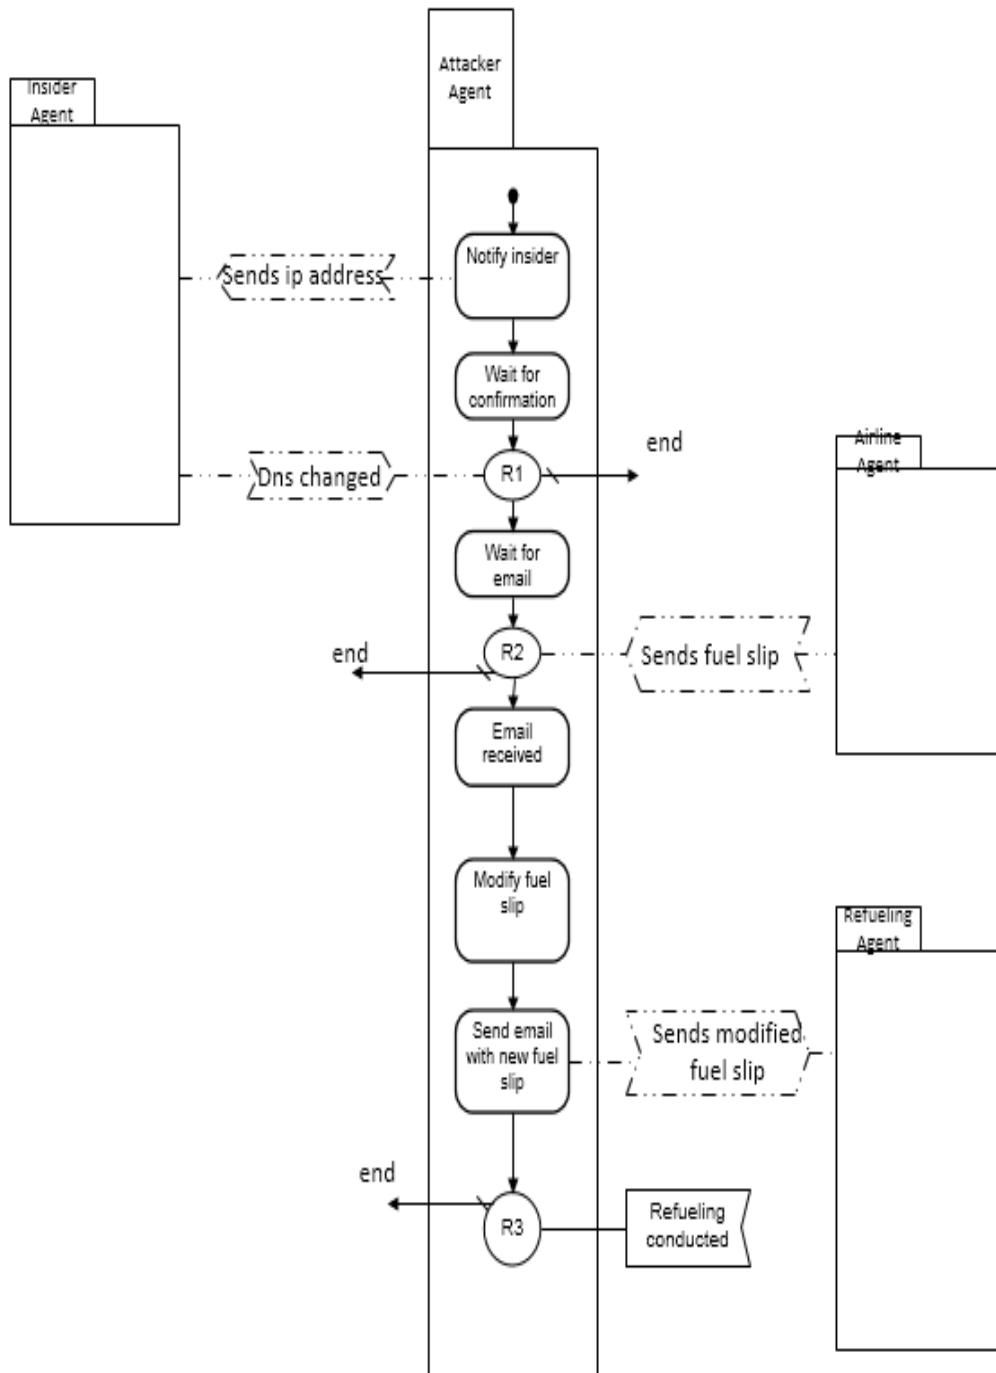 Attacker
Agent
Insider
Agent
Notify insider
Sends ip address
Wait for
confirmation
end
Airline
Agent
R1
Dns changed
Wait for
email
R2
Sends fuel slip
end
Email
received
Modify fuel
slip
Refueling
Agent
Send email
with new fuel
slip
Sends modified
fuel slip
end
R3
Refueling
conducted